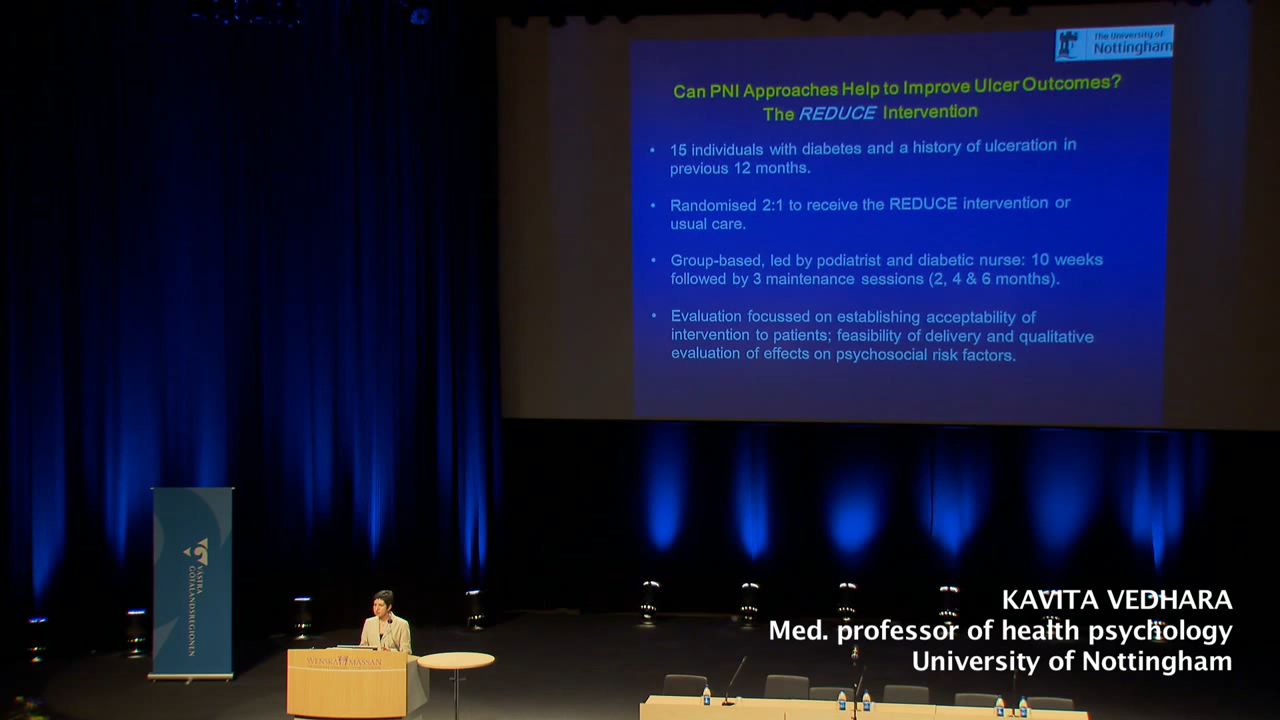 The University of
Nottingham
Can PNI Approaches Help to Improve Ulcer Outcomes?
The REDUCE Intervention
• 15 individuals with diabetes and a history of ulceration in
previous 12 months.
• Randomised 2:1 to receive the REDUCE intervention or
usual care.
• Group-based, led by podiatrist and diabetic nurse: 10 weeks
followed by 3 maintenance sessions (2, 4 & 6 months).
• Evaluation focussed on establishing acceptability of
intervention to patients; feasibility of delivery and qualitative
evaluation of effects on psychosocial risk factors.
VÄSTRA
GÖTALANDSREGIONEN
SVENSKA MÄSSAN
KAVITA VEDHARA
Med. professor of health psychology
University of Nottingham